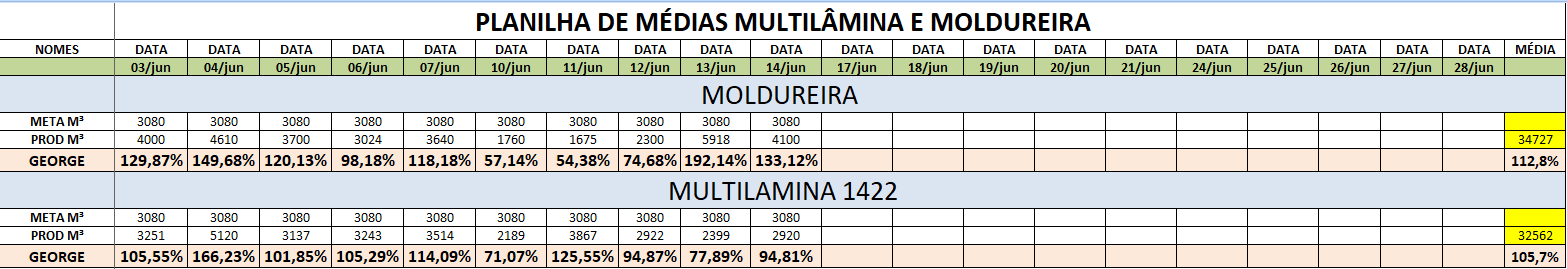 PLANILHA DE MÉDIAS MULTILÂMINA E MOLDUREIRA
NOMES DATA DATA DATA DATA DATA DATA DATA DATA DATA DATA DATA DATA DATA DATA DATA DATA DATA DATA DATA DATA MÉDIA
03/jun 04/jun 05/jun 06/jun 07/jun 10/jun 11/jun 12/jun 13/jun 14/jun 17/jun 18/jun 19/jun 20/jun 21/jun 24/jun 25/jun 26/jun 27/jun 28/jun
MOLDUREIRA
META M³ 3080 3080 3080 3080 3080 3080 3080 3080 3080 3080
PROD M³ 4000 4610 3700 3024 3640 1760 1675 2300 5918 4100 34727
GEORGE 129,87% 149,68% 120,13% 98,18% 118,18% 57,14% 54,38% 74,68% 192,14% 133,12% 112,8%
MULTILAMINA 1422
META M³ 3080 3080 3080 3080 3080 3080 3080 3080 3080 3080
PROD M³ 3251 5120 3137 3243 3514 2189 3867 2922 2399 2920 32562
GEORGE 105,55% 166,23% 101,85% 105,29% 114,09% 71,07% 125,55% 94,87% 77,89% 94,81% 105,7%